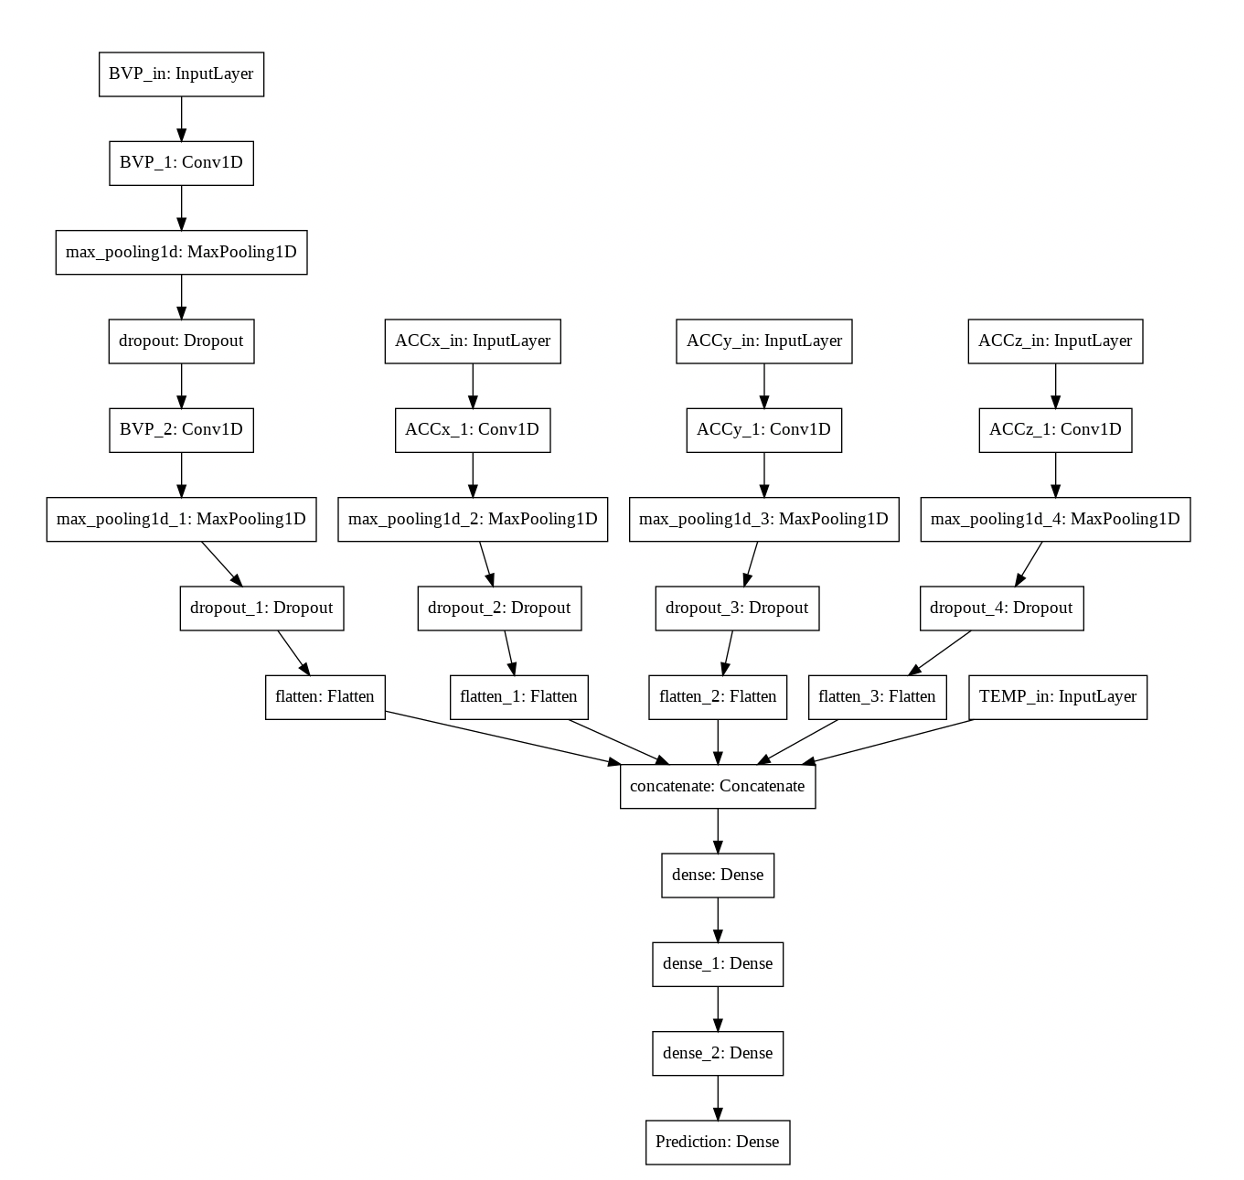 BVP_in: InputLayer
BVP_1: Conv1D
max_pooling1d: MaxPooling1D
dropout: Dropout
ACCx_in: InputLayer
ACCy_in: InputLayer
ACCz_in: InputLayer
BVP_2: Conv1D
ACCx_1: Conv1D
ACCy_1: Conv1D
ACCz_1: Conv1D
max_pooling1d_1: MaxPooling1D
max_pooling1d_2: MaxPooling1D
max_pooling1d_3: MaxPooling1D
max_pooling1d_4: MaxPooling1D
dropout_1: Dropout
dropout_2: Dropout
dropout_3: Dropout
dropout_4: Dropout
flatten: Flatten
flatten_1: Flatten
flatten_2: Flatten
flatten_3: Flatten
TEMP_in: InputLayer
concatenate: Concatenate
dense: Dense
dense_1: Dense
dense_2: Dense
Prediction: Dense